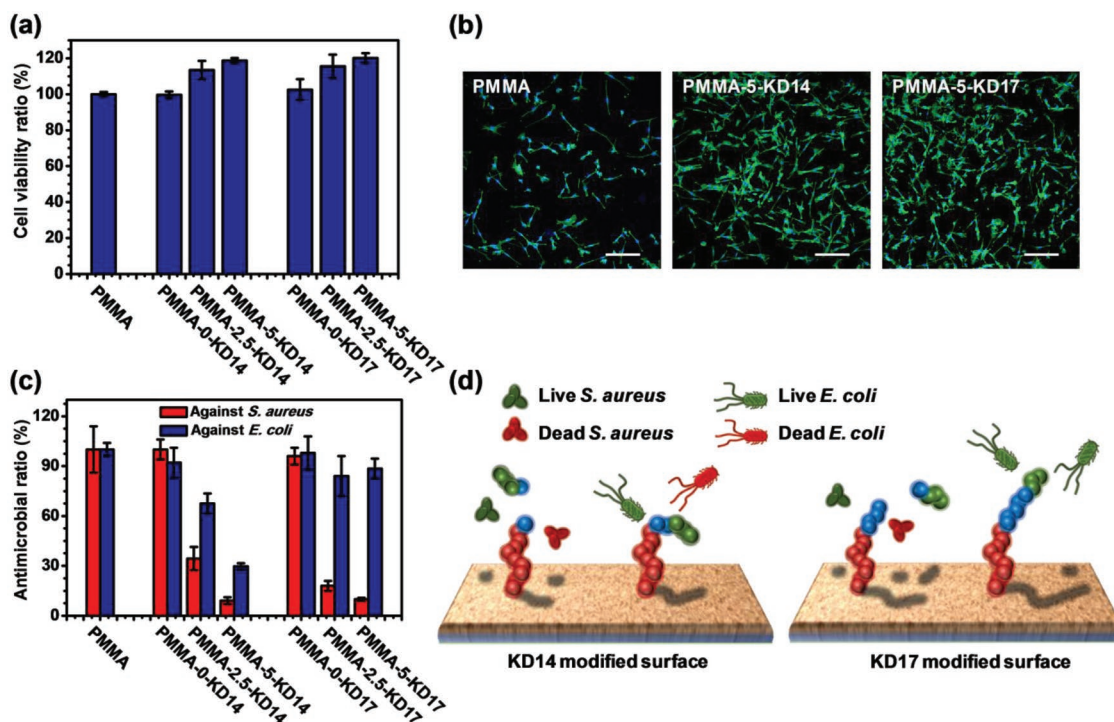 (a)
Cell viability ratio (%)
120
100
80
60
40
20
0
PMMA
PMMA-0-KD14
PMMA-2.5-KD14
PMMA-5-KD14
PMMA-0-KD17
PMMA-2.5-KD17
PMMA-5-KD17
(b)
PMMA
PMMA-5-KD14
PMMA-5-KD17
(c)
Antimicrobial ratio (%)
120
90
60
30
0
Against S. aureus
Against E. coli
PMMA
PMMA-0-KD14
PMMA-2.5-KD14
PMMA-5-KD14
PMMA-0-KD17
PMMA-2.5-KD17
PMMA-5-KD17
(d)
Live S. aureus
Live E. coli
Dead S. aureus
Dead E. coli
KD14 modified surface
KD17 modified surface